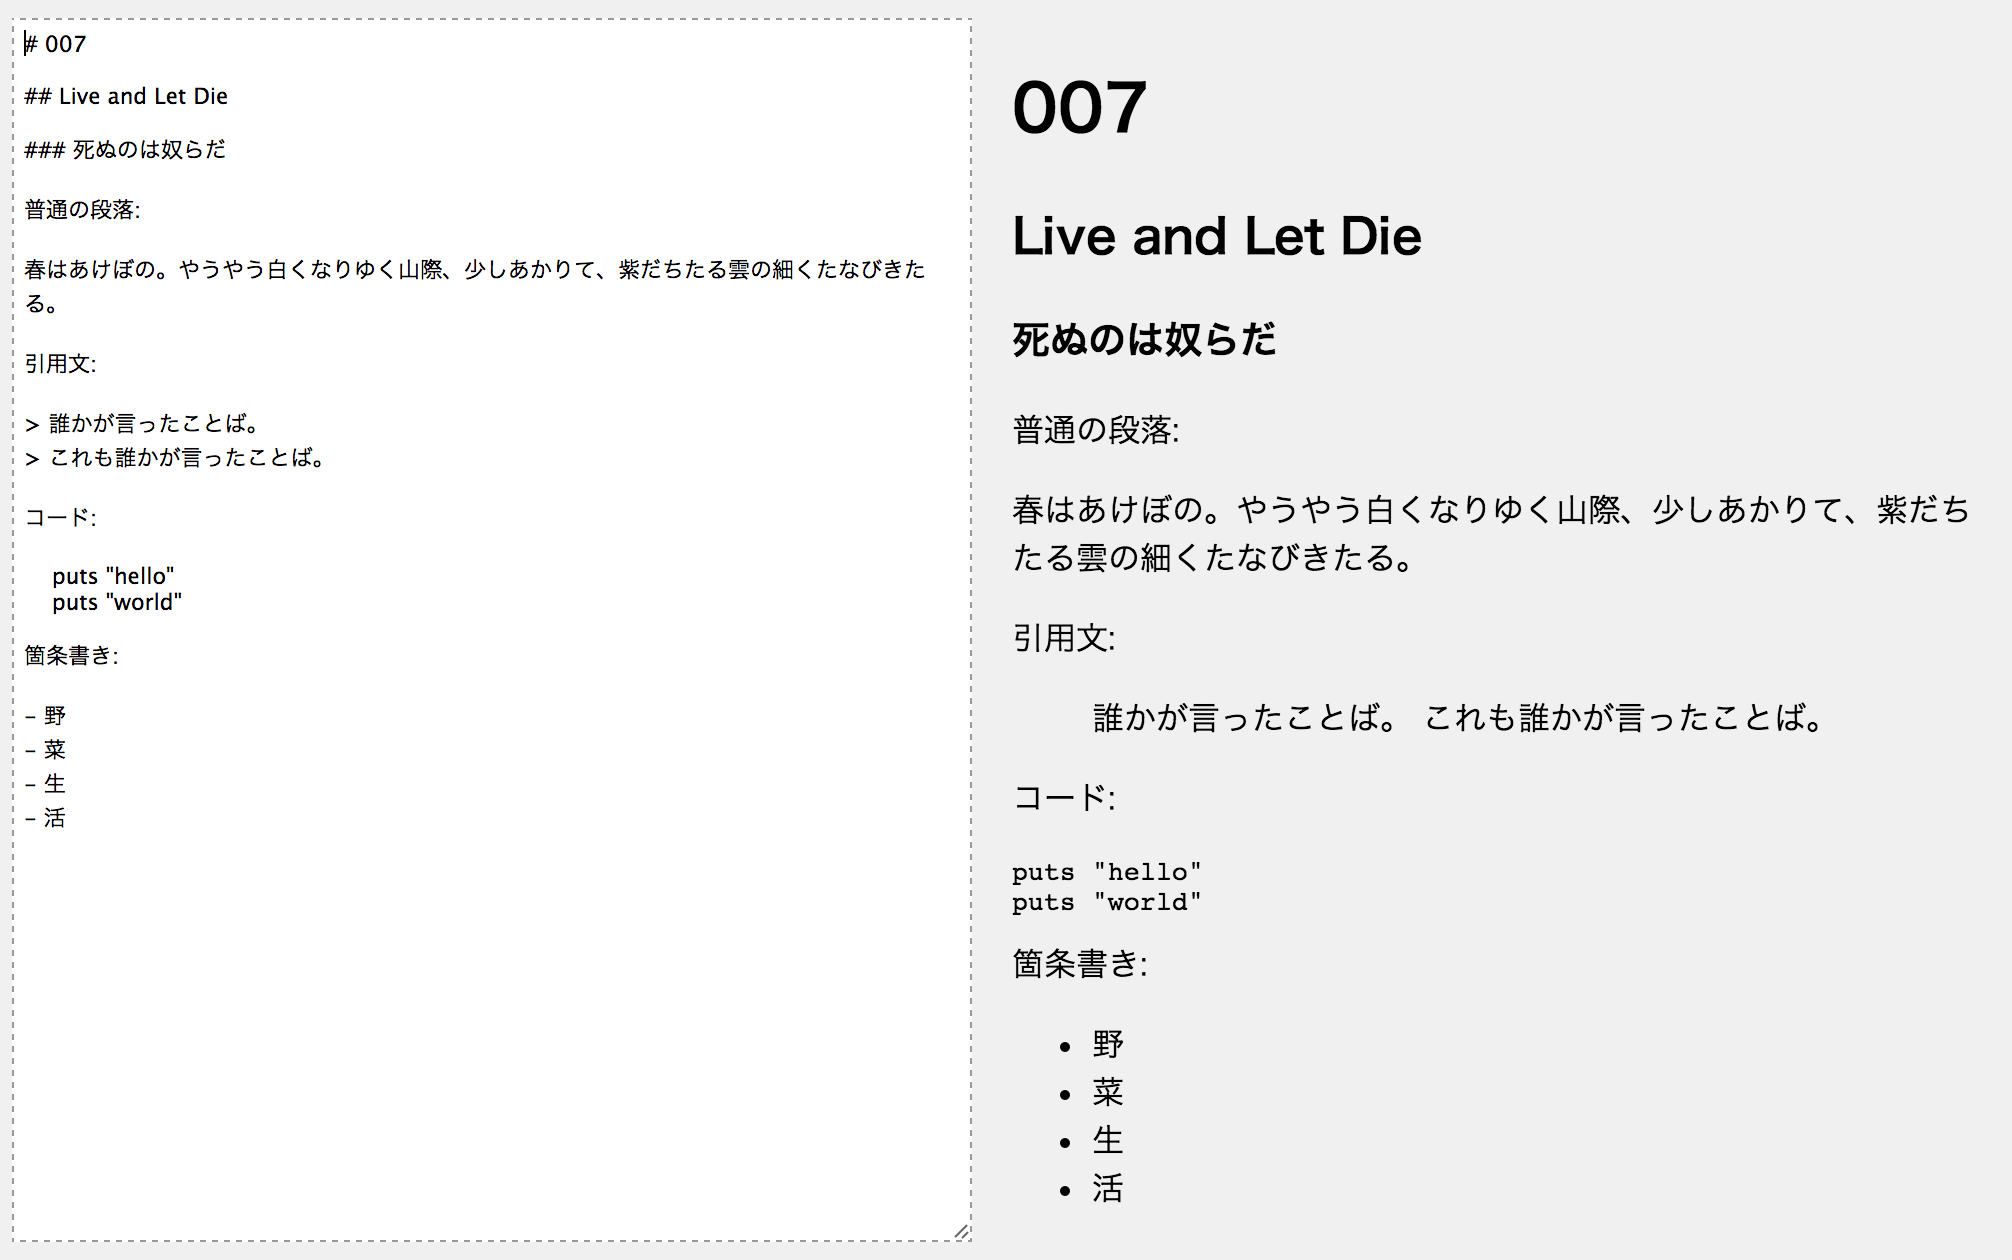 # 007
## Live and Let Die
### 死ぬのは奴らだ
普通の段落:
春はあけぼの。やうやう白くなりゆく山際、少しあかりて、紫だちたる雲の細くたなびきた
る。
引用文:
> 誰かが言ったことば。
> これも誰かが言ったことば。
コード:
puts "hello"
puts "world"
箇条書き:
- 野
- 菜
- 生
- 活
007
Live and Let Die
死ぬのは奴らだ
普通の段落:
春はあけぼの。やうやう白くなりゆく山際、少しあかりて、紫だち
たる雲の細くたなびきたる。
引用文:
誰かが言ったことば。 これも誰かが言ったことば。
コード:
puts "hello"
puts "world"
箇条書き:
• 野
• 菜
• 生
• 活